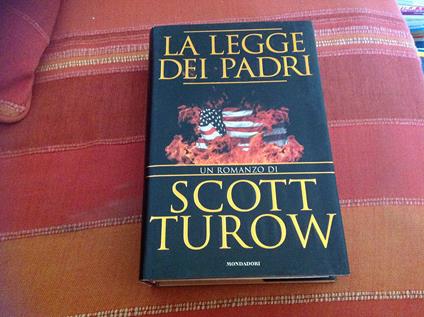 LA LEGGE
DEI PADRI
UN ROMANZO DI
SCOTT
TUROW
MONDADORI